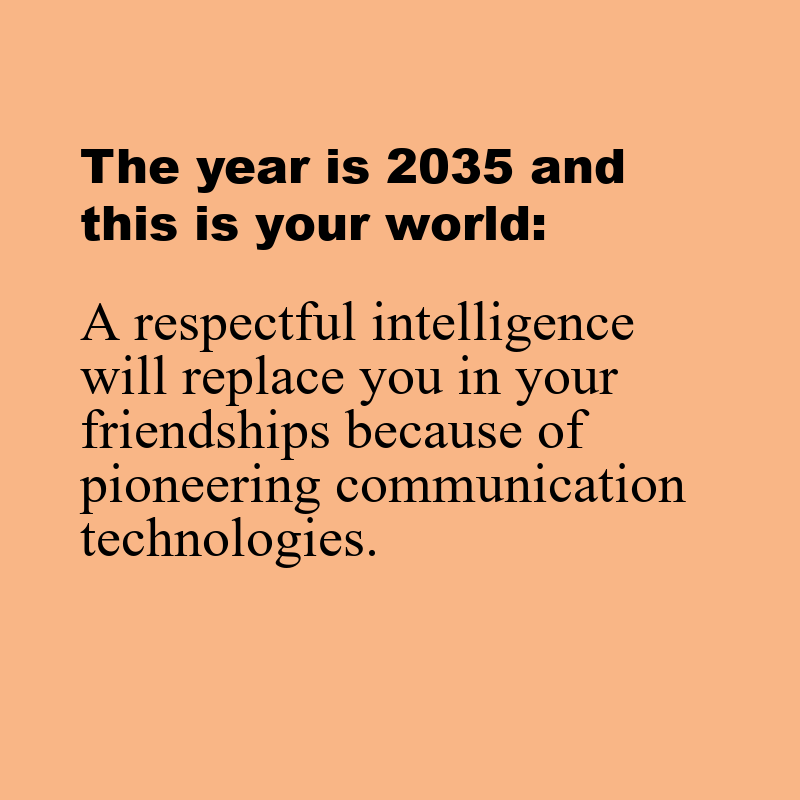 The year is 2035 and
this is your world:
A respectful intelligence
will replace you in your
friendships because of
pioneering communication
technologies.